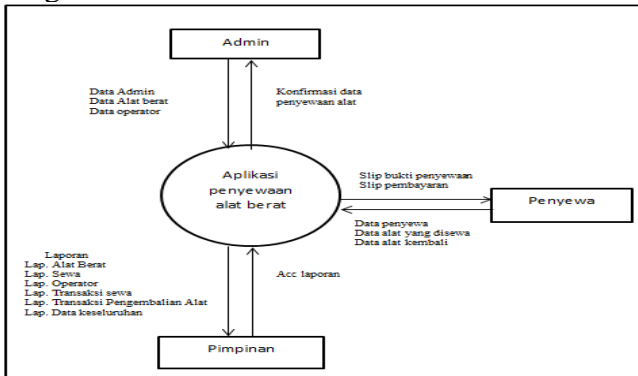 Admin
Data Admin
Data Alat berat
Data operator
Konfirmasi data
penyewaan alat
Aplikasi
penyewaan
alat berat
Slip bukti penyewaan
Slip pembayaran
Penyewa
Data penyewa
Data alat yang disewa
Data alat kembali
Laporan
Lap. Alat Berat
Lap. Sewa
Lap. Operator
Lap. Transaksi sewa
Lap. Transaksi Pengembalian Alat
Lap. Data keseluruhan
Acc laporan
Pimpinan